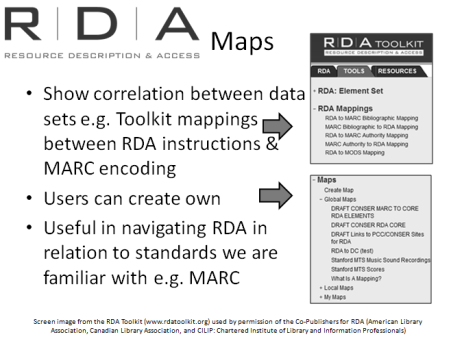 R|D|A
RESOURCE DESCRIPTION & ACCESS
Maps
• Show correlation between data
sets e.g. Toolkit mappings
between RDA instructions &
MARC encoding
• Users can create own
• Useful in navigating RDA in
relation to standards we are
familiar with e.g. MARC
R|D|A TOOLKIT
RESOURCE DESCRIPTION & ACCESS
RDA TOOLS RESOURCES
RDA: Element Set
RDA Mappings
RDA to MARC Bibliographic Mapping
MARC Bibliographic to RDA Mapping
RDA to MARC Authority Mapping
MARC Authority to RDA Mapping
RDA to MODS Mapping
Maps
Create Map
Global Maps
DRAFT CONSER MARC TO CORE
RDA ELEMENTS
DRAFT CONSER RDA CORE
DRAFT Links to PCC/CONSER Sites
for RDA
RDA to DC (test)
Stanford MTS Music Sound Recordings
Stanford MTS Scores
What Is A Mapping?
Local Maps
My Maps
Screen image from the RDA Toolkit (www.rdatoolkit.org) used by permission of the Co-Publishers for RDA (American Library
Association, Canadian Library Association, and CILIP: Chartered Institute of Library and Information Professionals)